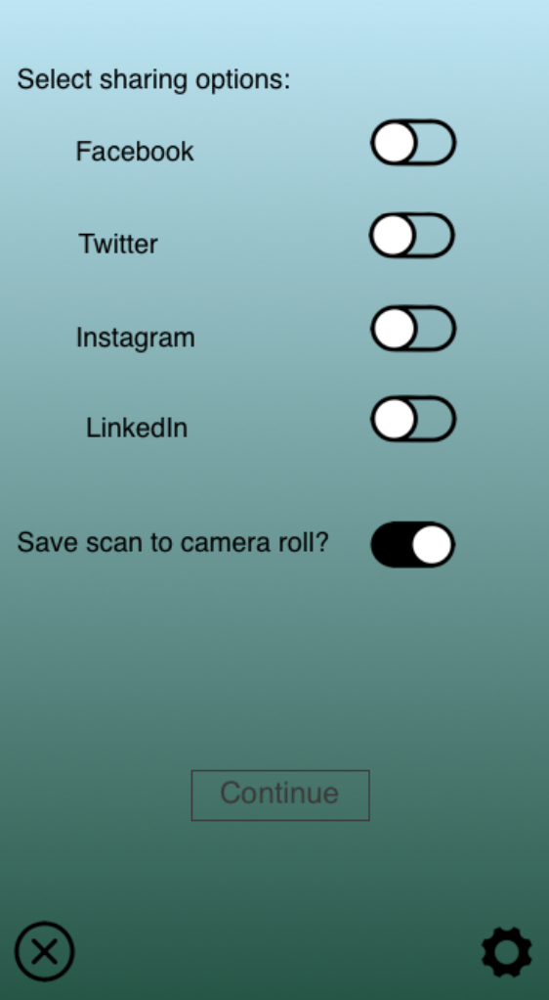 Select sharing options:
Facebook
Twitter
Instagram
LinkedIn
Save scan to camera roll?
Continue